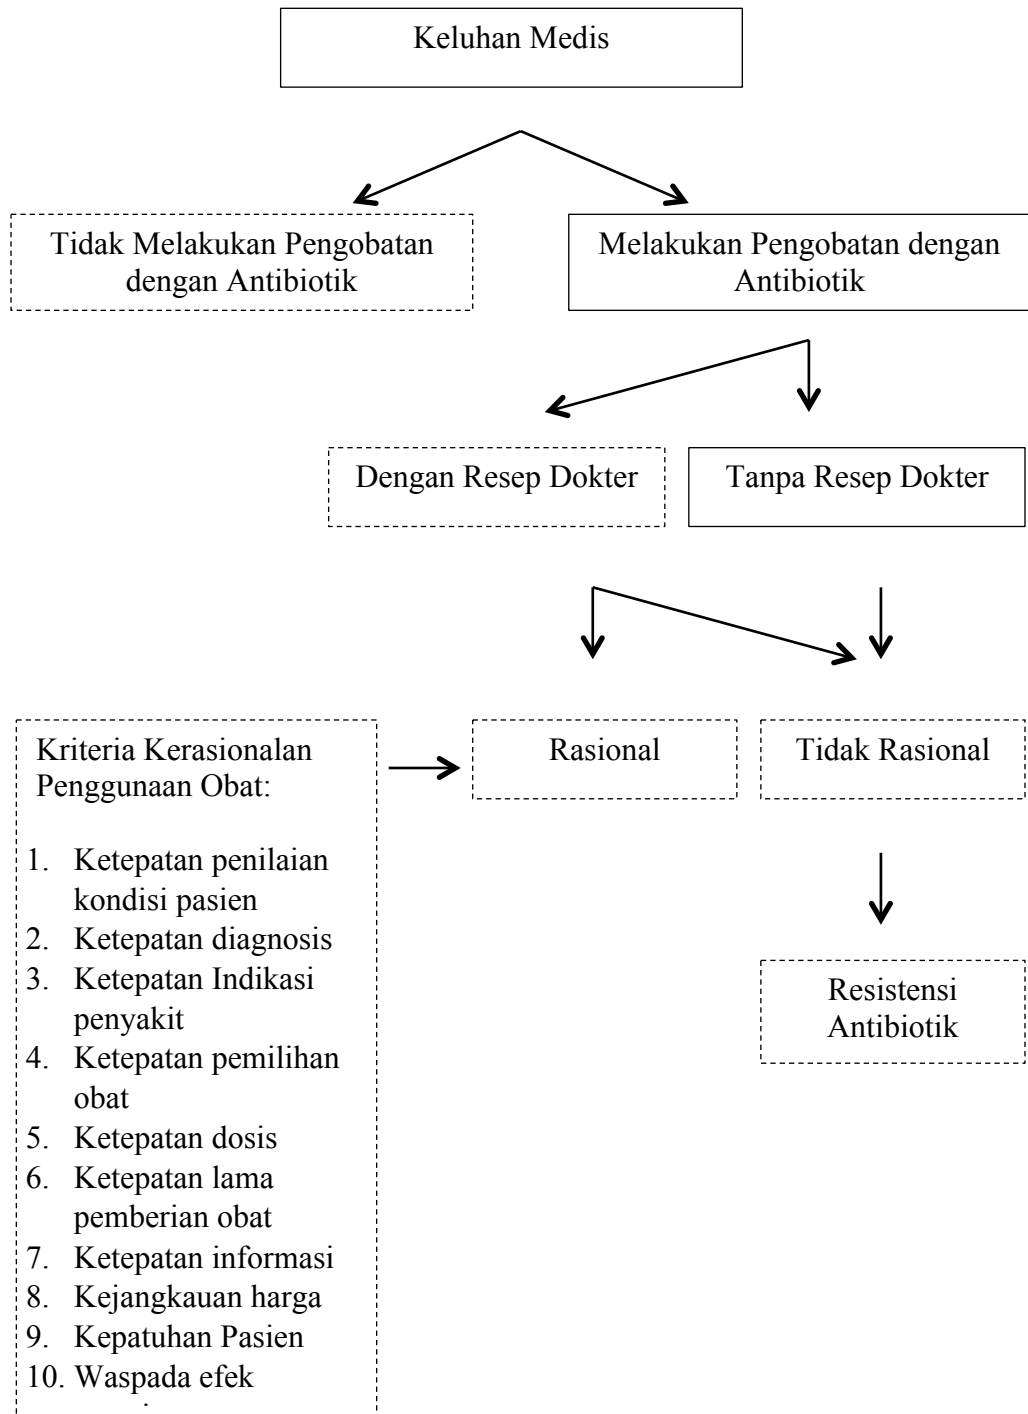 Keluhan Medis
Tidak Melakukan Pengobatan
dengan Antibiotik
Melakukan Pengobatan dengan
Antibiotik
Dengan Resep Dokter
Tanpa Resep Dokter
Kriteria Kerasionalan
Penggunaan Obat:
1. Ketepatan penilaian
kondisi pasien
2. Ketepatan diagnosis
3. Ketepatan Indikasi
penyakit
4. Ketepatan pemilihan
obat
5. Ketepatan dosis
6. Ketepatan lama
pemberian obat
7. Ketepatan informasi
8. Kejangkauan harga
9. Kepatuhan Pasien
10. Waspada efek
Rasional
Tidak Rasional
Resistensi
Antibiotik